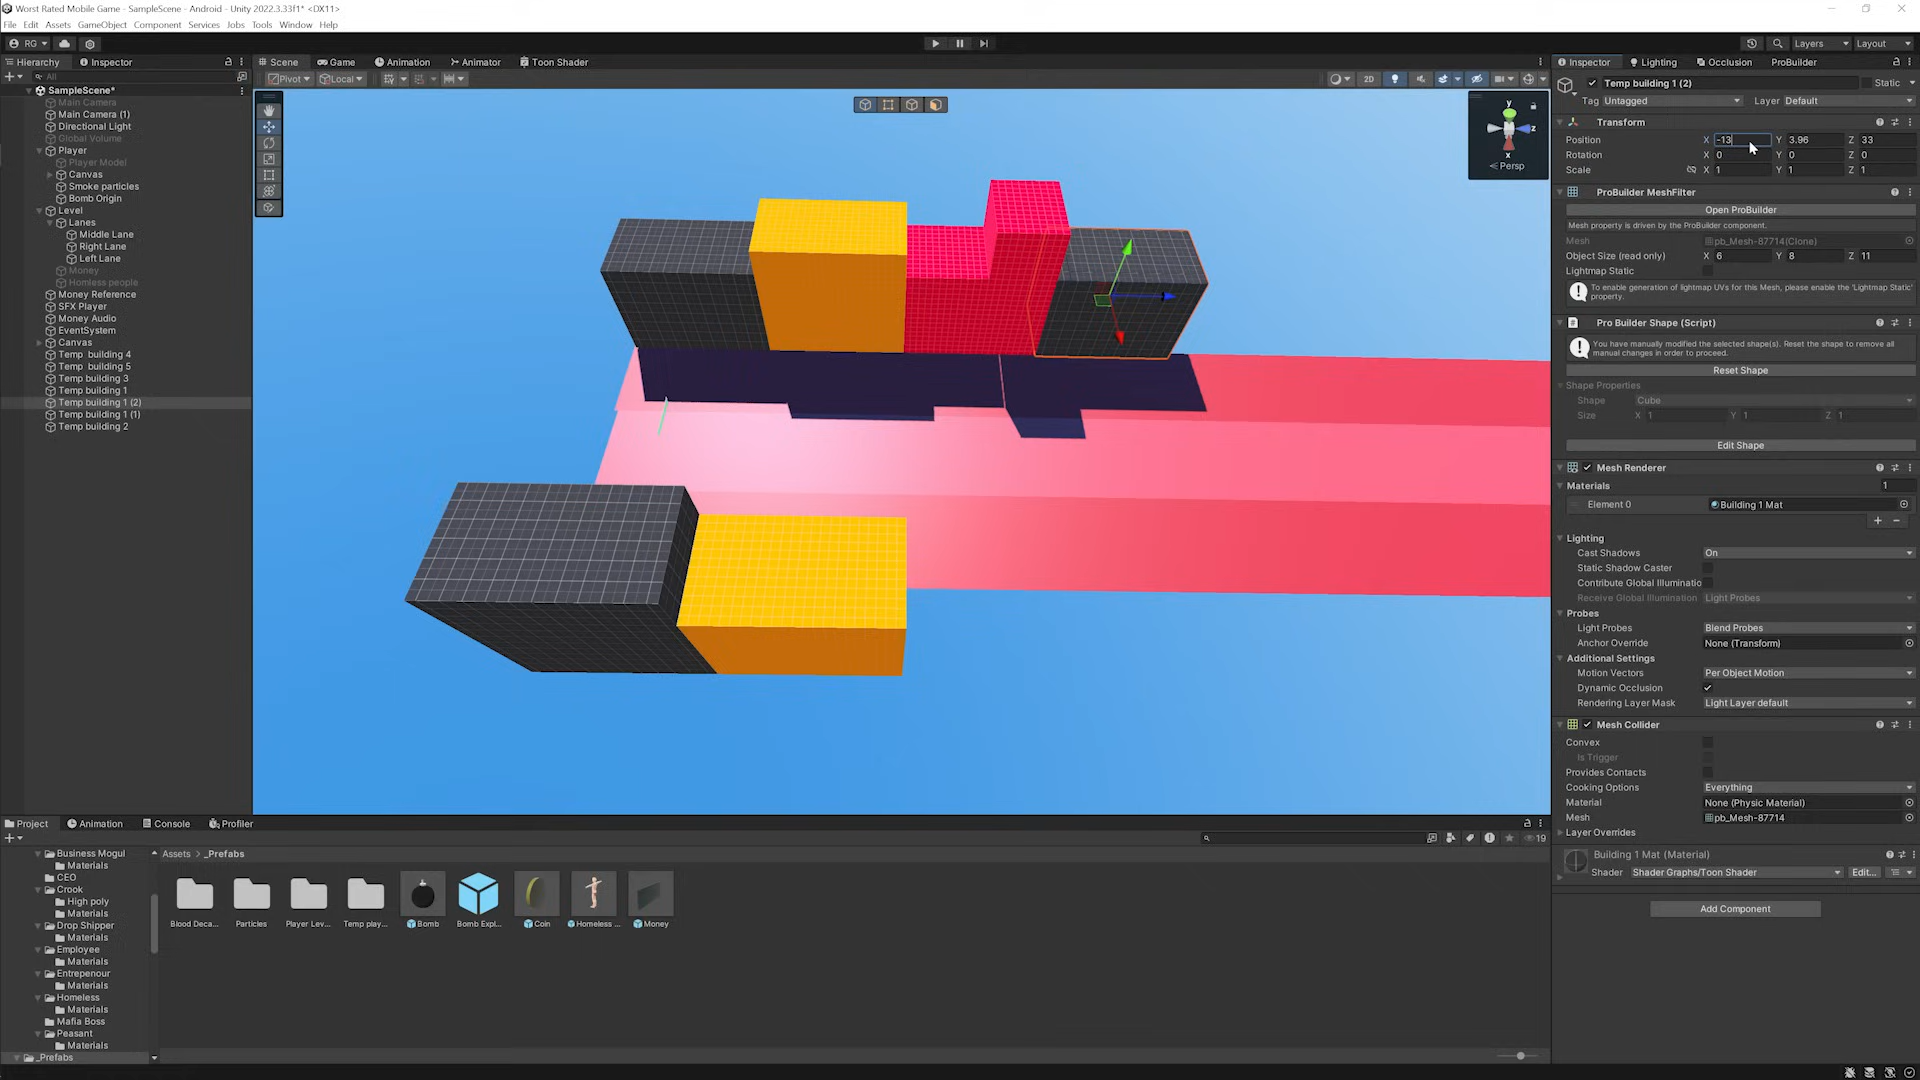 Worst Rated Mobile Game - SampleScene - Android - Unity 2022.3.33f1* <DX11>
File Edit Assets GameObject Component Services Jobs Tools Window Help
RG
Layers
Layout
Hierarchy
Inspector
All
SampleScene*
Main Camera
Main Camera (1)
Directional Light
Global Volume
Player
Player Model
Canvas
Smoke particles
Bomb Origin
Level
Lanes
Middle Lane
Right Lane
Left Lane
Money
Homless people
Money Reference
SFX Player
Money Audio
EventSystem
Canvas
Temp building 4
Temp building 5
Temp building 3
Temp building 1
Temp building 1 (2)
Temp building 1 (1)
Temp building 2
Scene
Game
Animation
Animator
Toon Shader
Pivot
Local
2D
y
z
x
Persp
Inspector
Lighting
Occlusion
ProBuilder
Temp building 1 (2)
Static
Tag Untagged
Layer Default
Transform
Position X -13 Y 3.96 Z 33
Rotation X 0 Y 0 Z 0
Scale X 1 Y 1 Z 1
ProBuilder MeshFilter
Open ProBuilder
Mesh property is driven by the ProBuilder component.
Mesh pb_Mesh-87714(Clone)
Object Size (read only) X 6 Y 8 Z 11
Lightmap Static
To enable generation of lightmap UVs for this Mesh, please enable the 'Lightmap Static'
property.
Pro Builder Shape (Script)
You have manually modified the selected shape(s). Reset the shape to remove all
manual changes in order to proceed.
Reset Shape
Shape Properties
Shape Cube
Size X 1 Y 1 Z 1
Edit Shape
Mesh Renderer
Materials 1
Element 0 Building 1 Mat
Lighting
Cast Shadows On
Static Shadow Caster
Contribute Global Illuminatio
Receive Global Illumination Light Probes
Probes
Light Probes Blend Probes
Anchor Override None (Transform)
Additional Settings
Motion Vectors Per Object Motion
Dynamic Occlusion
Rendering Layer Mask Light Layer default
Mesh Collider
Convex
Is Trigger
Provides Contacts
Cooking Options Everything
Material None (Physic Material)
Mesh pb_Mesh-87714
Layer Overrides
Building 1 Mat (Material)
Shader Shader Graphs/Toon Shader Edit...
Add Component
Project
Animation
Console
Profiler
19
Business Mogul
Materials
CEO
Crook
High poly
Materials
Drop Shipper
Materials
Employee
Materials
Entrepenour
Materials
Homeless
Materials
Mafia Boss
Peasant
Materials
_Prefabs
Assets > _Prefabs
Blood Deca...
Particles
Player Lev...
Temp play...
Bomb
Bomb Expl...
Coin
Homeless ...
Money